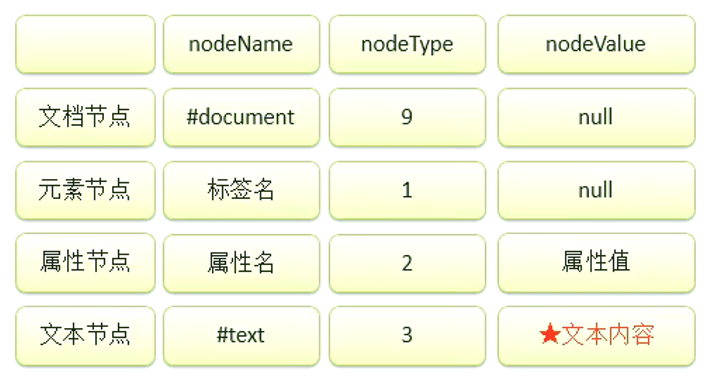 nodeName nodeType nodeValue
文档节点 #document 9 null
元素节点 标签名 1 null
属性节点 属性名 2 属性值
文本节点 #text 3 ★文本内容